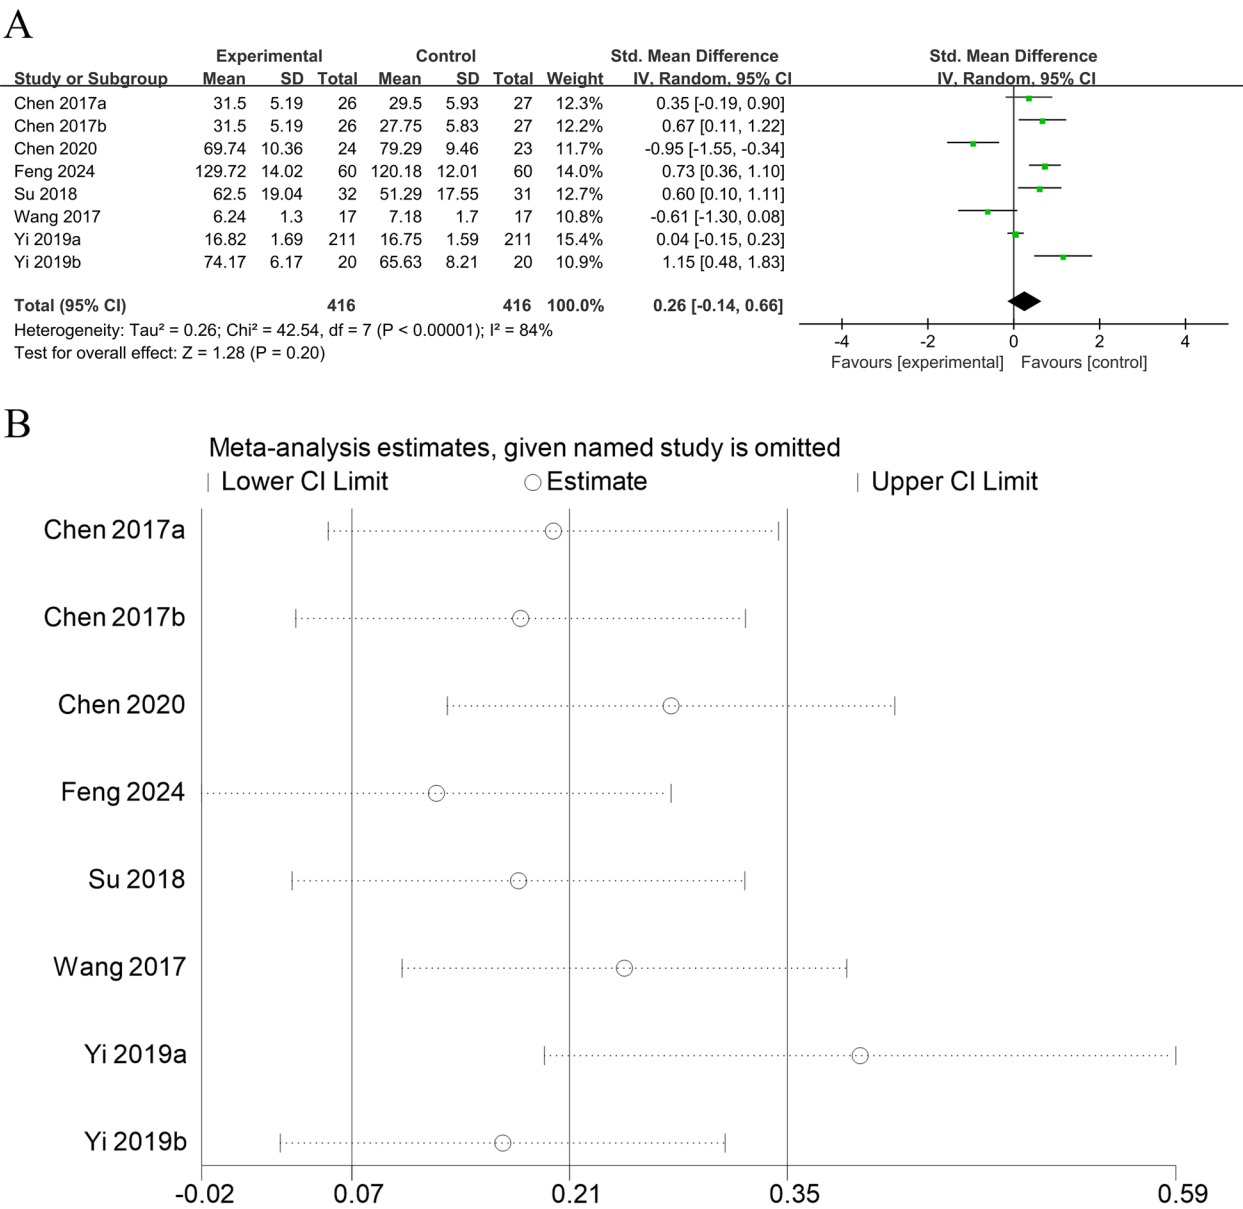 A
Experimental Control Std. Mean Difference Std. Mean Difference
Study or Subgroup Mean SD Total Mean SD Total Weight IV, Random, 95% CI IV, Random, 95% CI
Chen 2017a 31.5 5.19 26 29.5 5.93 27 12.3% 0.35 [-0.19, 0.90]
Chen 2017b 31.5 5.19 26 27.75 5.83 27 12.2% 0.67 [0.11, 1.22]
Chen 2020 69.74 10.36 24 79.29 9.46 23 11.7% -0.95 [-1.55, -0.34]
Feng 2024 129.72 14.02 60 120.18 12.01 60 14.0% 0.73 [0.36, 1.10]
Su 2018 62.5 19.04 32 51.29 17.55 31 12.7% 0.60 [0.10, 1.11]
Wang 2017 6.24 1.3 17 7.18 1.7 17 10.8% -0.61 [-1.30, 0.08]
Yi 2019a 16.82 1.69 211 16.75 1.59 211 15.4% 0.04 [-0.15, 0.23]
Yi 2019b 74.17 6.17 20 65.63 8.21 20 10.9% 1.15 [0.48, 1.83]
Total (95% CI) 416 416 100.0% 0.26 [-0.14, 0.66]
Heterogeneity: Tau² = 0.26; Chi² = 42.54, df = 7 (P < 0.00001); I² = 84%
Test for overall effect: Z = 1.28 (P = 0.20)
-4 -2 0 2 4
Favours [experimental] Favours [control]
B
Meta-analysis estimates, given named study is omitted
Lower CI Limit Estimate Upper CI Limit
Chen 2017a
Chen 2017b
Chen 2020
Feng 2024
Su 2018
Wang 2017
Yi 2019a
Yi 2019b
-0.02 0.07 0.21 0.35 0.59